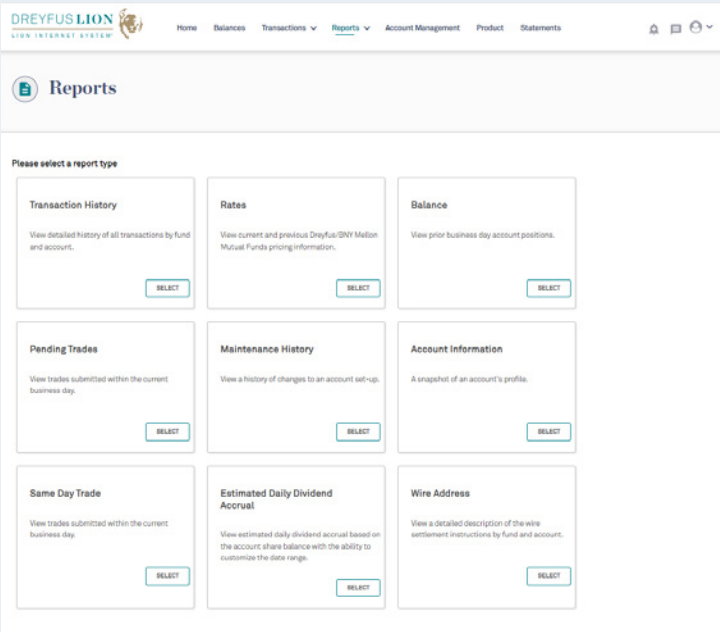 DREYFUS LION
LION INTERNET SYSTEM
Home Balances Transactions Reports Account Management Product Statements
Reports
Please select a report type
Transaction History
View detailed history of all transactions by fund
and account.
SELECT
Rates
View current and previous Dreyfus/BNY Mellon
Mutual Funds pricing information.
SELECT
Balance
View prior business day account positions.
SELECT
Pending Trades
View trades submitted within the current
business day.
SELECT
Maintenance History
View a history of changes to an account set-up.
SELECT
Account Information
A snapshot of an account's profile.
SELECT
Same Day Trade
View trades submitted within the current
business day.
SELECT
Estimated Daily Dividend
Accrual
View estimated daily dividend accrual based on
the account share balance with the ability to
customize the date range.
SELECT
Wire Address
View a detailed description of the wire
settlement instructions by fund and account.
SELECT